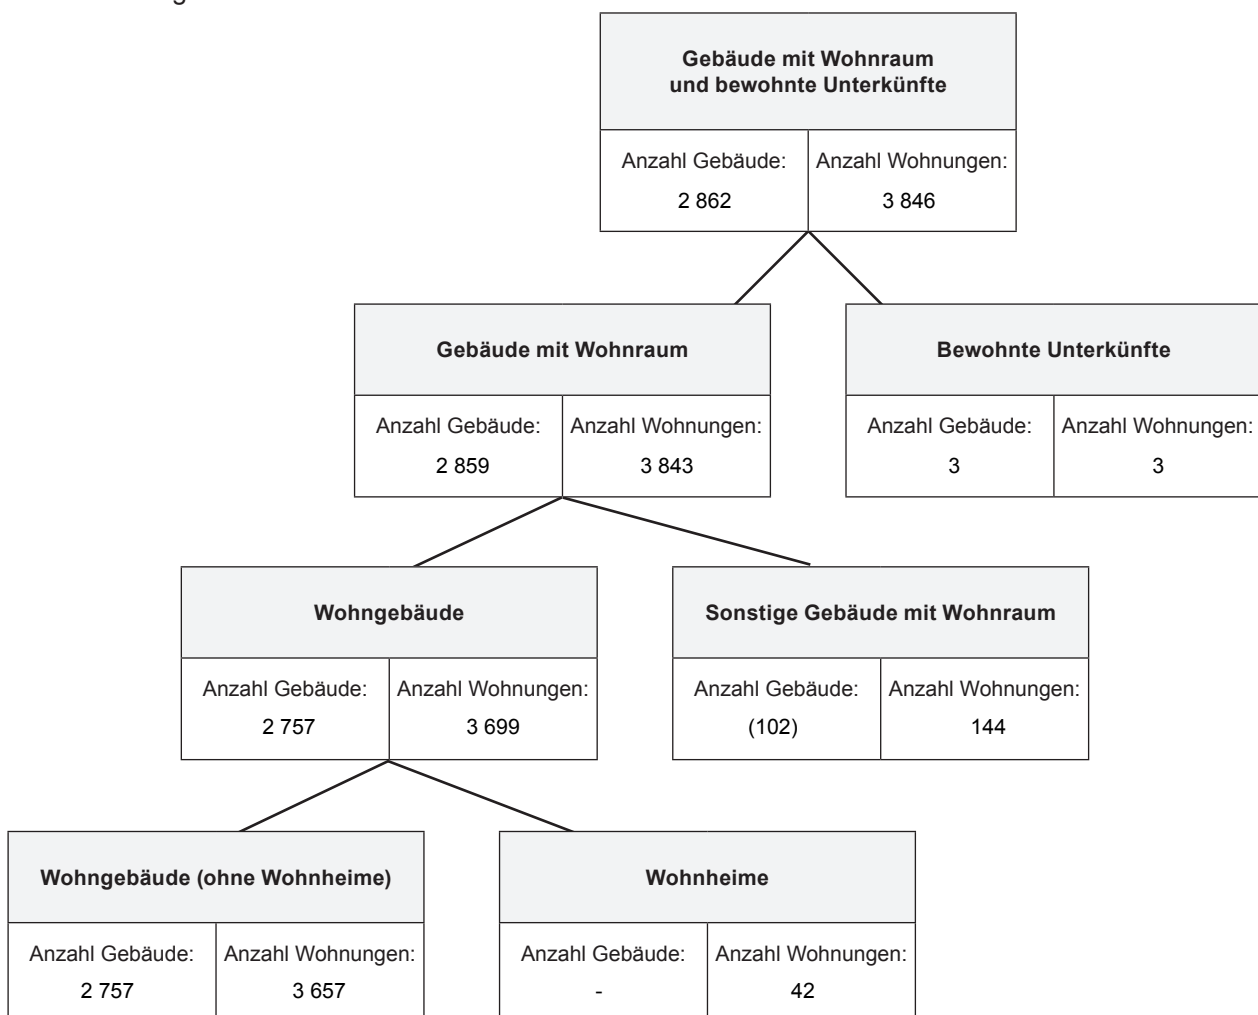 Gebäude mit Wohnraum
und bewohnte Unterkünfte
Anzahl Gebäude: Anzahl Wohnungen:
2 862 3 846
Gebäude mit Wohnraum
Anzahl Gebäude: Anzahl Wohnungen:
2 859 3 843
Bewohnte Unterkünfte
Anzahl Gebäude: Anzahl Wohnungen:
3 3
Wohngebäude
Anzahl Gebäude: Anzahl Wohnungen:
2 757 3 699
Sonstige Gebäude mit Wohnraum
Anzahl Gebäude: Anzahl Wohnungen:
(102) 144
Wohngebäude (ohne Wohnheime)
Anzahl Gebäude: Anzahl Wohnungen:
2 757 3 657
Wohnheime
Anzahl Gebäude: Anzahl Wohnungen:
- 42